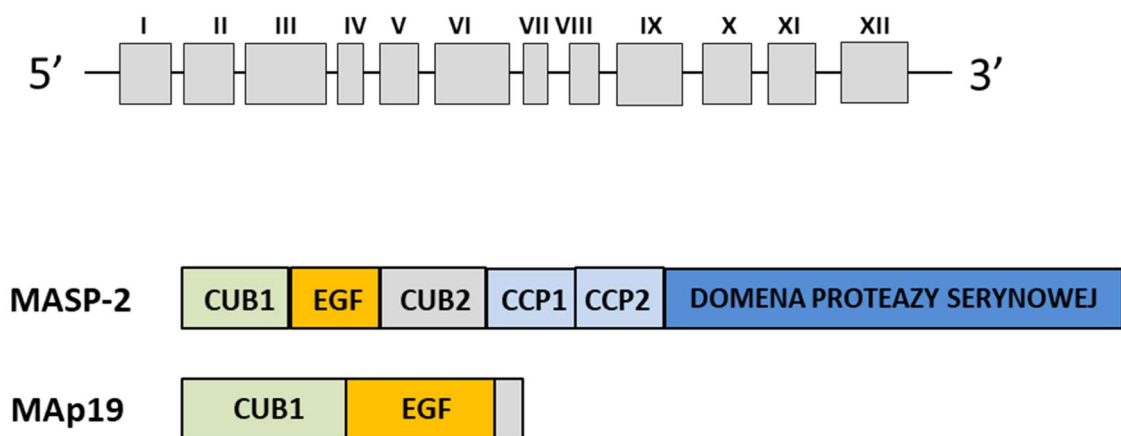 I II III IV V VI VII VIII IX X XI XII
5’ 3’
MASP-2 CUB1 EGF CUB2 CCP1 CCP2 DOMENA PROTEAZY SERYNOWEJ
MAp19 CUB1 EGF